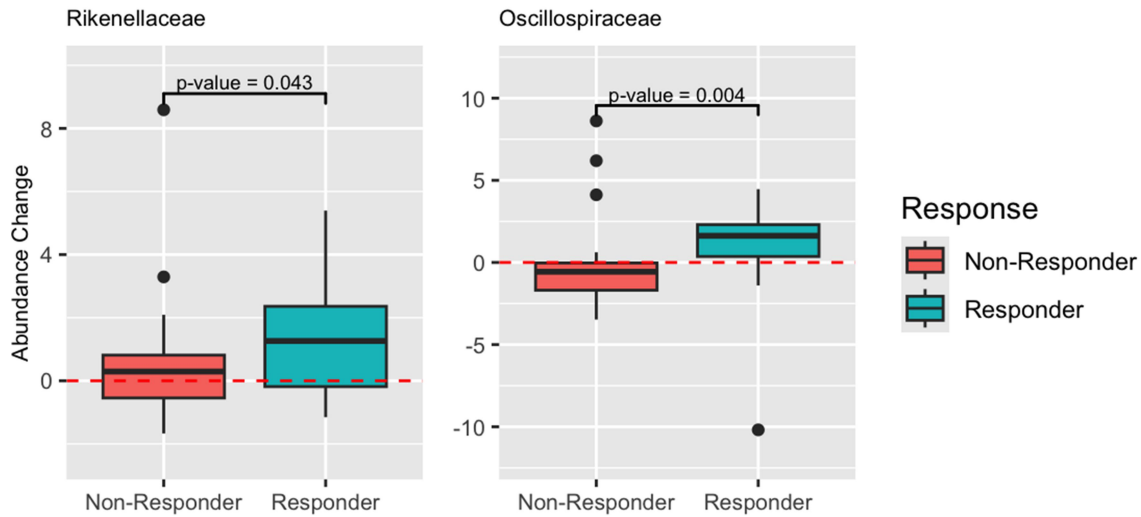 Rikenellaceae
p-value = 0.043
8
4
0
Abundance Change
Non-Responder
Responder
Oscillospiraceae
p-value = 0.004
10
5
0
-5
-10
Non-Responder
Responder
Response
Non-Responder
Responder